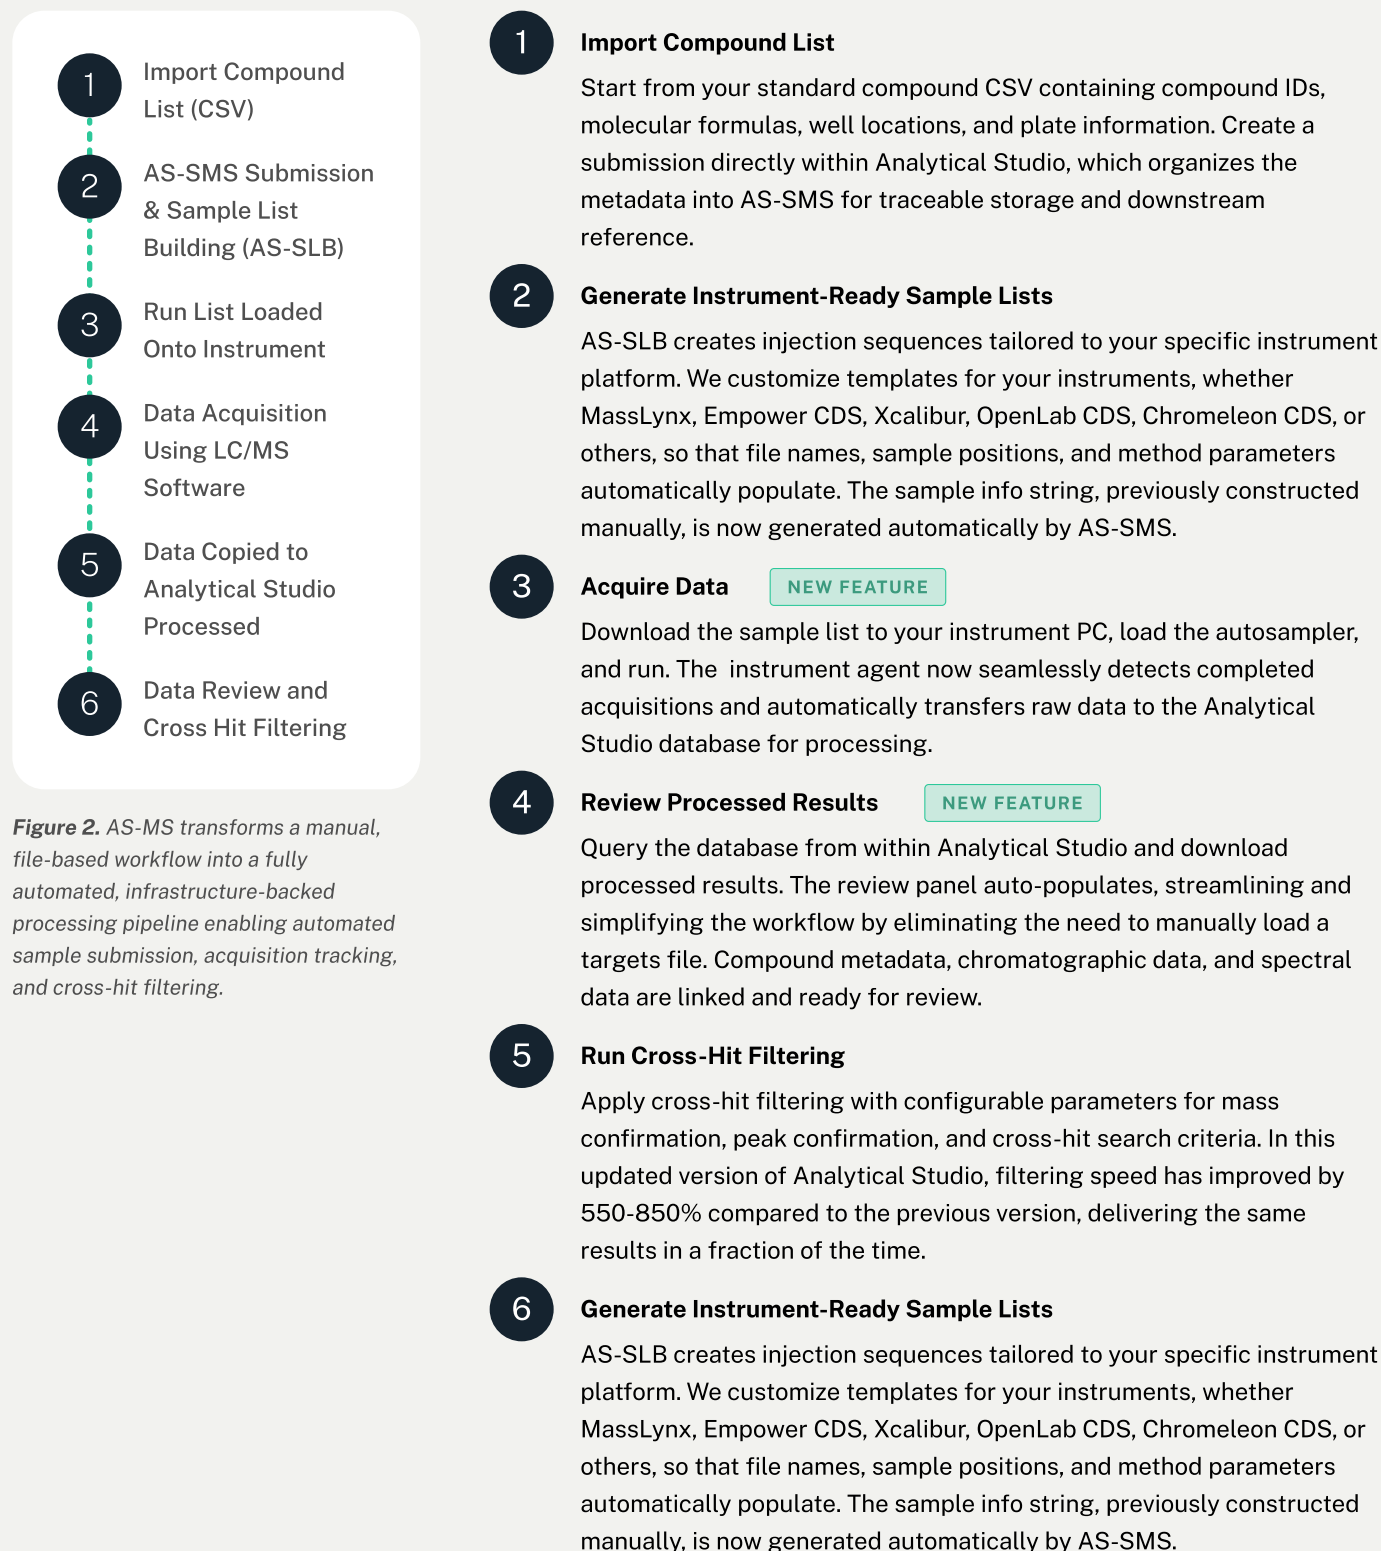 1
Import Compound
List (CSV)
2
AS-SMS Submission
& Sample List
Building (AS-SLB)
3
Run List Loaded
Onto Instrument
4
Data Acquisition
Using LC/MS
Software
5
Data Copied to
Analytical Studio
Processed
6
Data Review and
Cross Hit Filtering
Figure 2. AS-MS transforms a manual,
file-based workflow into a fully
automated, infrastructure-backed
processing pipeline enabling automated
sample submission, acquisition tracking,
and cross-hit filtering.
1
Import Compound List
Start from your standard compound CSV containing compound IDs,
molecular formulas, well locations, and plate information. Create a
submission directly within Analytical Studio, which organizes the
metadata into AS-SMS for traceable storage and downstream
reference.
2
Generate Instrument-Ready Sample Lists
AS-SLB creates injection sequences tailored to your specific instrument
platform. We customize templates for your instruments, whether
MassLynx, Empower CDS, Xcalibur, OpenLab CDS, Chromeleon CDS, or
others, so that file names, sample positions, and method parameters
automatically populate. The sample info string, previously constructed
manually, is now generated automatically by AS-SMS.
3
Acquire Data NEW FEATURE
Download the sample list to your instrument PC, load the autosampler,
and run. The  instrument agent now seamlessly detects completed
acquisitions and automatically transfers raw data to the Analytical
Studio database for processing.
4
Review Processed Results NEW FEATURE
Query the database from within Analytical Studio and download
processed results. The review panel auto-populates, streamlining and
simplifying the workflow by eliminating the need to manually load a
targets file. Compound metadata, chromatographic data, and spectral
data are linked and ready for review.
5
Run Cross-Hit Filtering
Apply cross-hit filtering with configurable parameters for mass
confirmation, peak confirmation, and cross-hit search criteria. In this
updated version of Analytical Studio, filtering speed has improved by
550-850% compared to the previous version, delivering the same
results in a fraction of the time.
6
Generate Instrument-Ready Sample Lists
AS-SLB creates injection sequences tailored to your specific instrument
platform. We customize templates for your instruments, whether
MassLynx, Empower CDS, Xcalibur, OpenLab CDS, Chromeleon CDS, or
others, so that file names, sample positions, and method parameters
automatically populate. The sample info string, previously constructed
manually, is now generated automatically by AS-SMS.